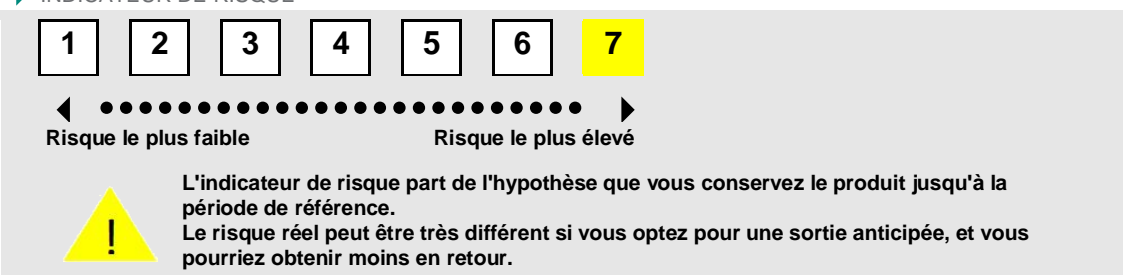 INDICATEUR DE RISQUE
1 2 3 4 5 6 7
Risque le plus faible Risque le plus élevé
L'indicateur de risque part de l'hypothèse que vous conservez le produit jusqu'à la
période de référence.
Le risque réel peut être très différent si vous optez pour une sortie anticipée, et vous
pourriez obtenir moins en retour.
!